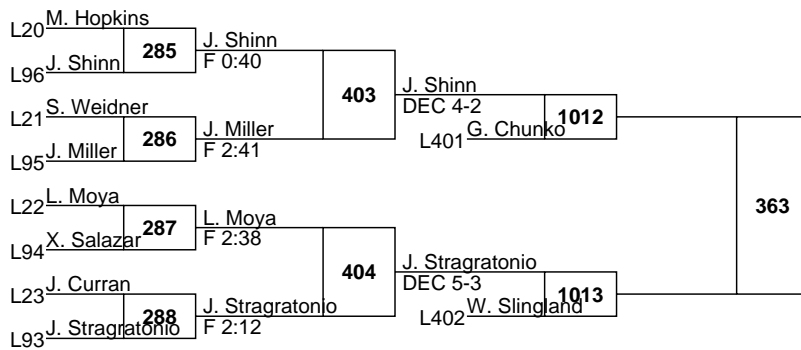 M. Hopkins
L20
285
J. Shinn
F 0:40
J. Shinn
L96
403
J. Shinn
DEC 4-2
S. Weidner
L21
286
J. Miller
F 2:41
J. Miller
L95
1012
G. Chunko
L401
L. Moya
L22
287
L. Moya
F 2:38
X. Salazar
L94
363
404
J. Stragratonio
DEC 5-3
J. Curran
L23
288
J. Stragratonio
F 2:12
J. Stragratonio
L93
1013
W. Slingland
L402